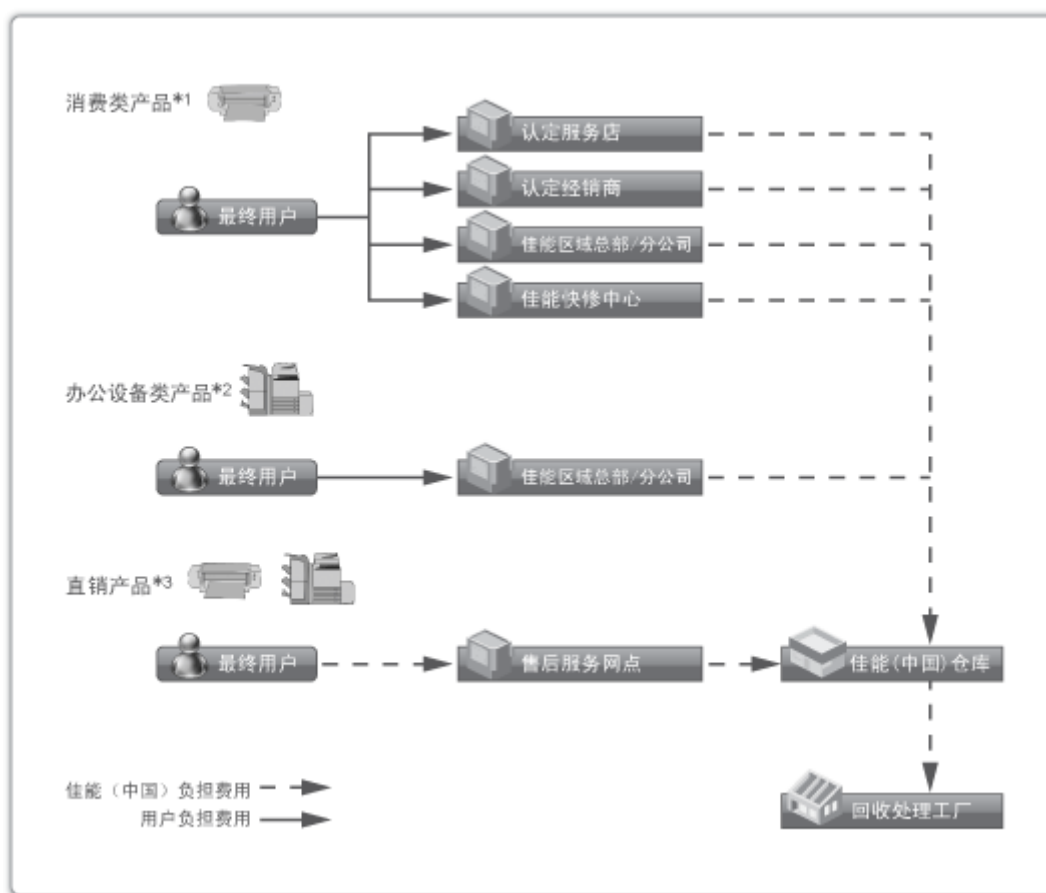 消费类产品*1
认定服务店
认定经销商
最终用户
佳能区域总部/分公司
佳能快修中心
办公设备类产品*2
最终用户
佳能区域总部/分公司
直销产品*3
最终用户
售后服务网点
佳能(中国)仓库
佳能（中国）负担费用
用户负担费用
回收处理工厂